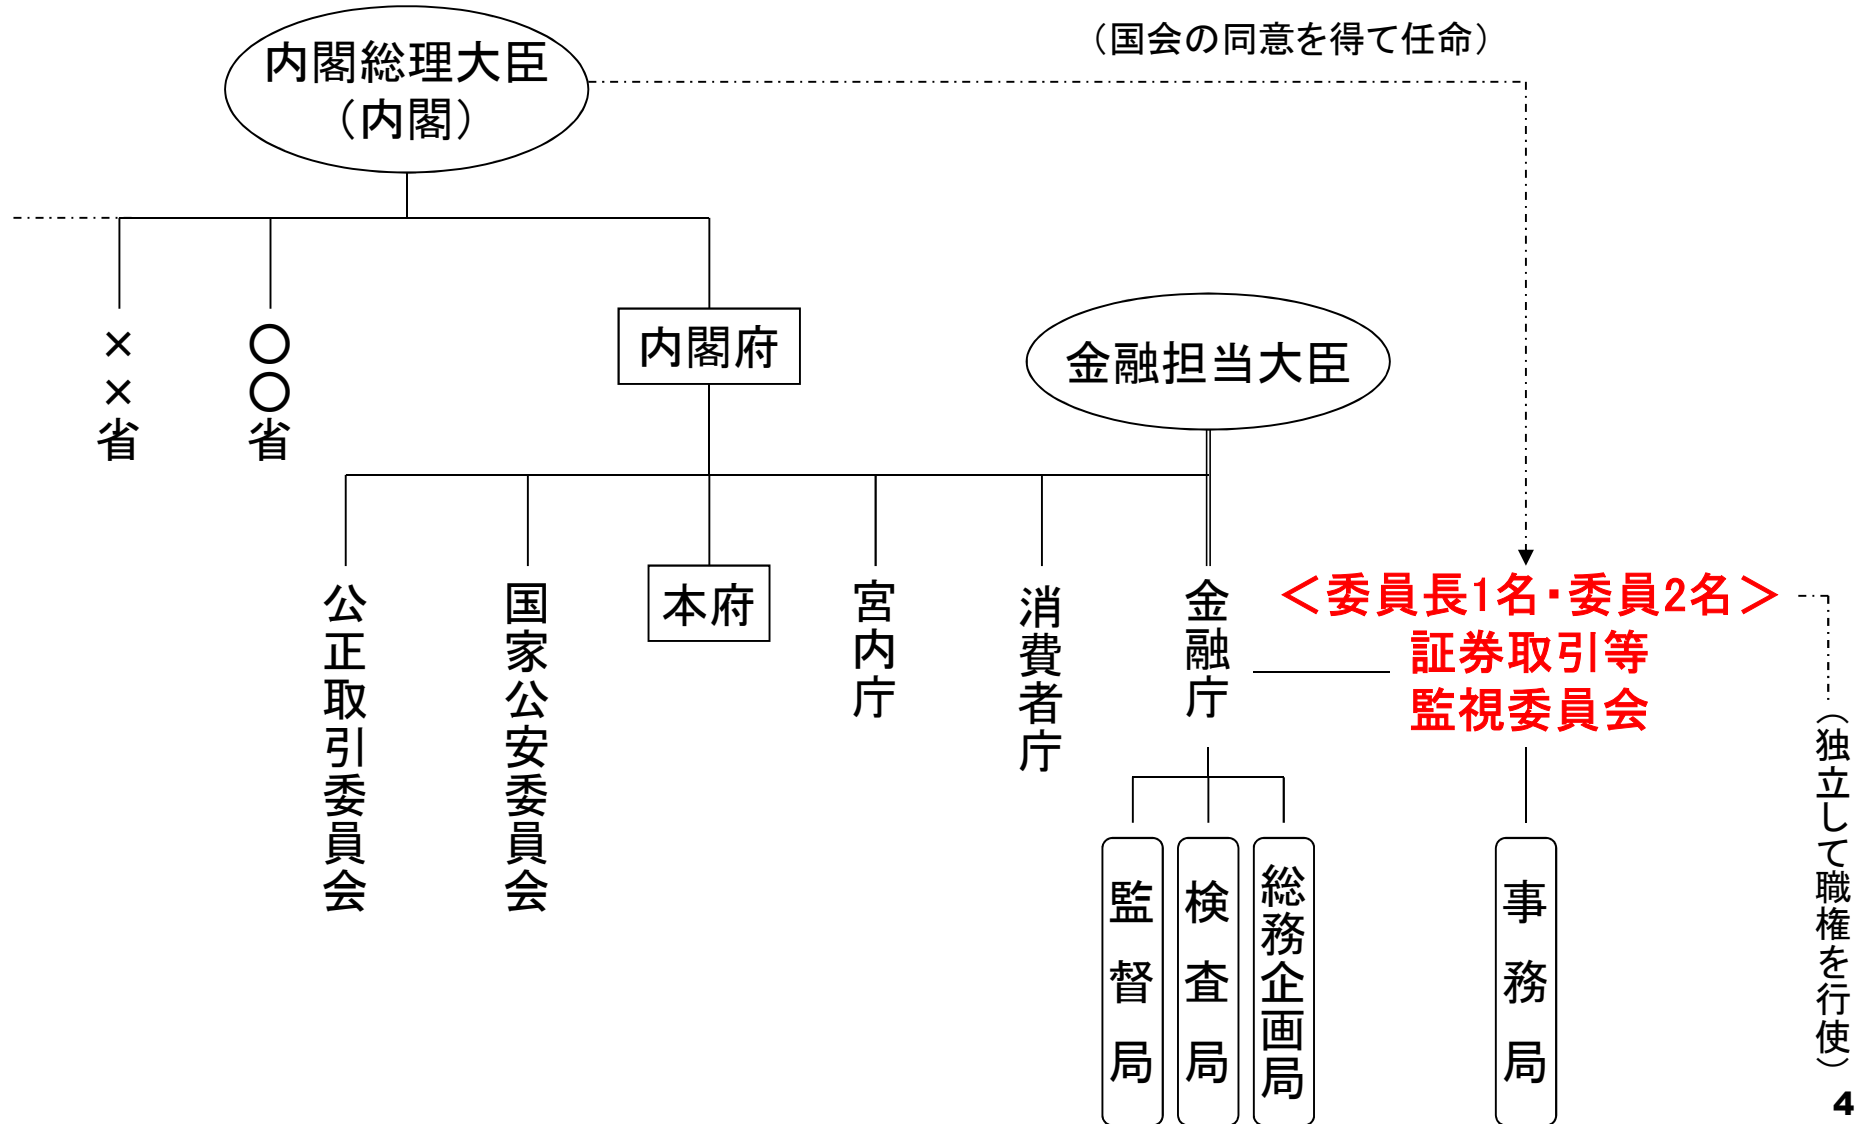 内閣総理大臣
（内閣）
（国会の同意を得て任命）
××省
〇〇省
内閣府
金融担当大臣
公正取引委員会
国家公安委員会
本府
宮内庁
消費者庁
金融庁
＜委員長1名・委員2名＞
証券取引等
監視委員会
（独立して職権を行使）
監督局
検査局
総務企画局
事務局
4